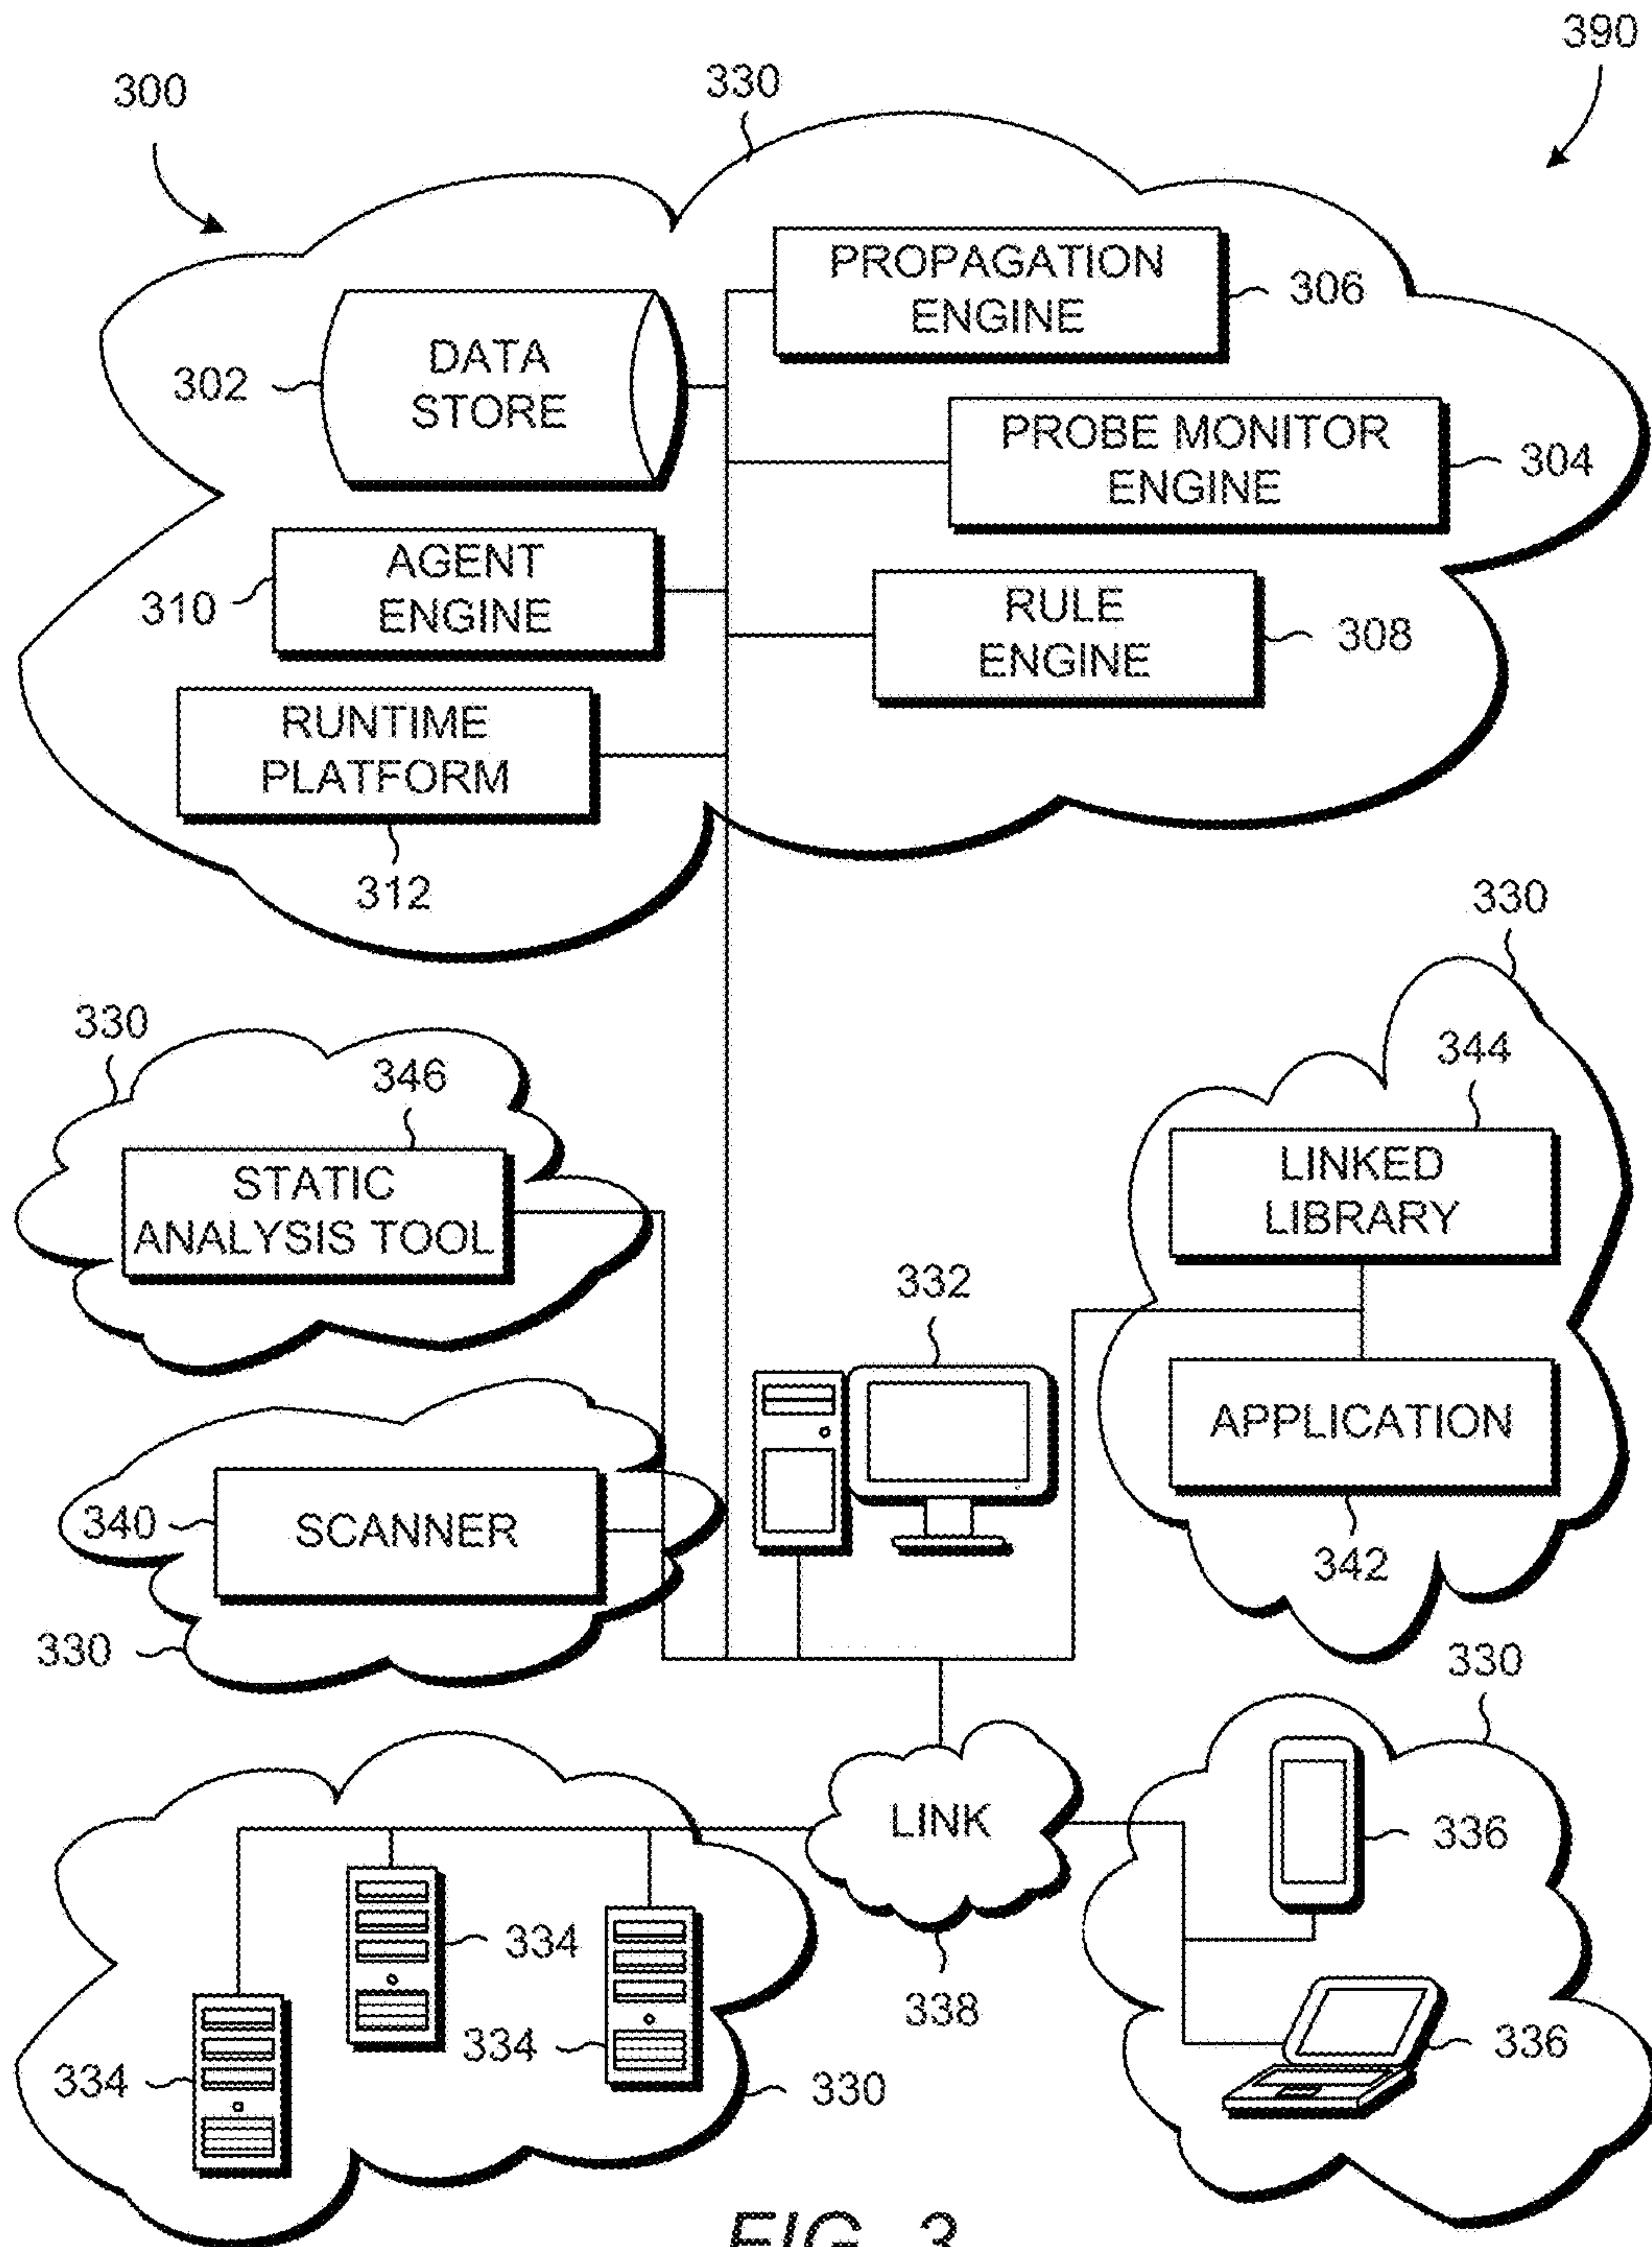 390
300
330
PROPAGATION
ENGINE
306
302
DATA
STORE
PROBE MONITOR
ENGINE
304
310
AGENT
ENGINE
RULE
ENGINE
308
RUNTIME
PLATFORM
312
330
330
346
STATIC
ANALYSIS TOOL
344
LINKED
LIBRARY
332
APPLICATION
342
340
SCANNER
330
330
LINK
338
336
336
334
334
334
330
FIG. 3